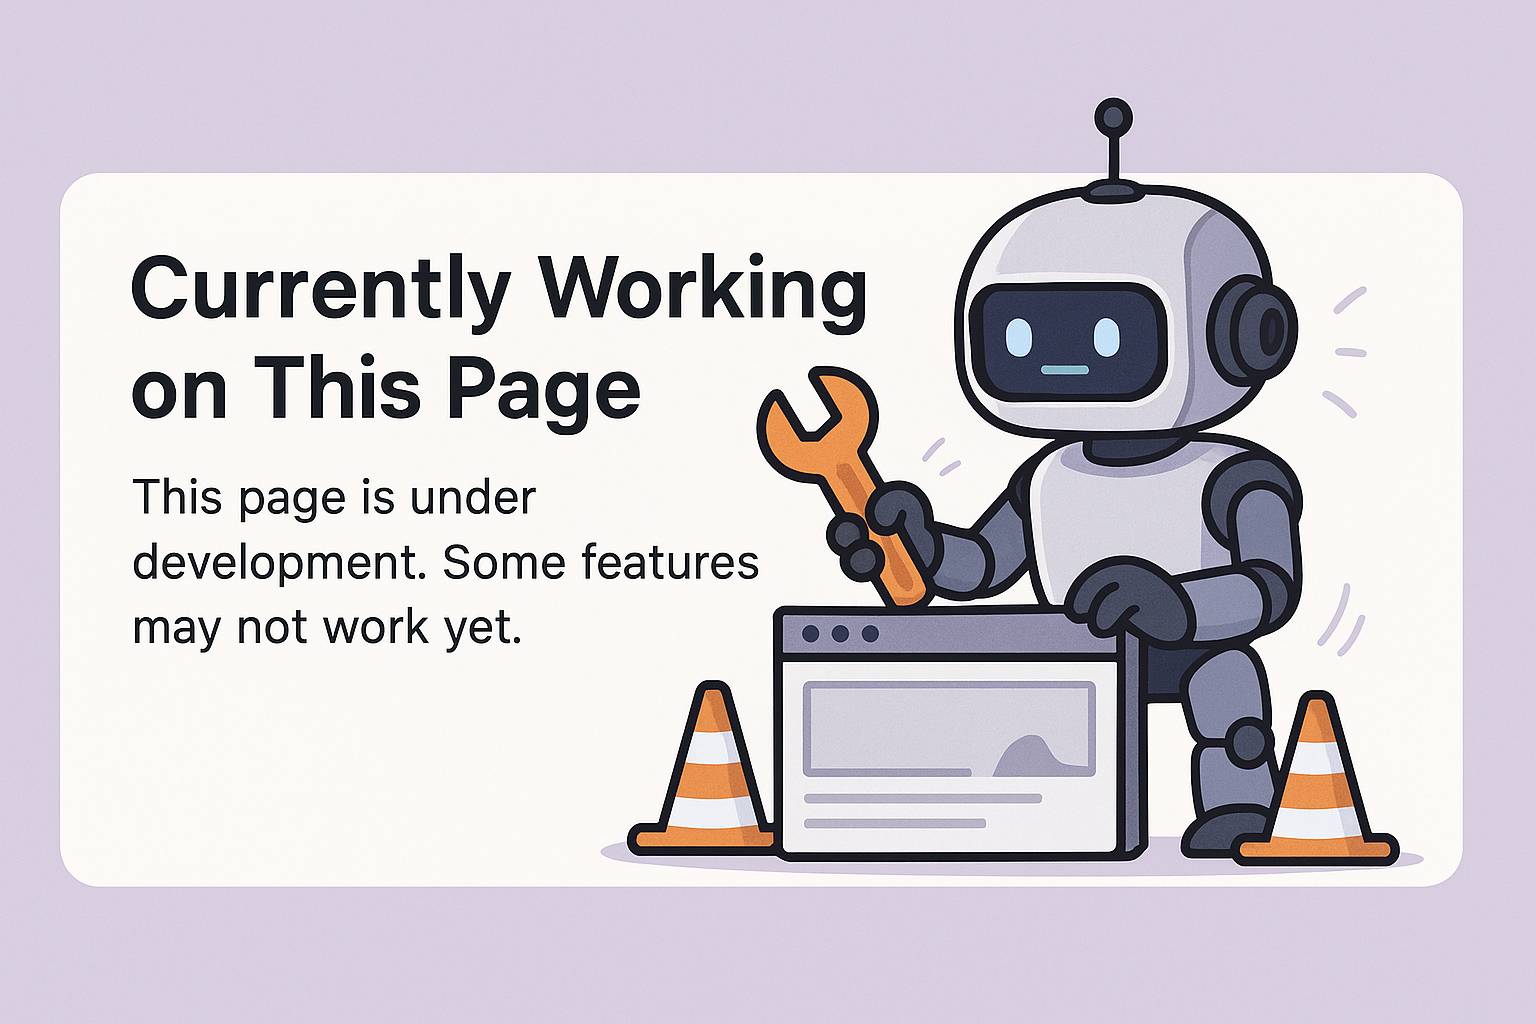 Currently Working
on This Page
This page is under
development. Some features
may not work yet.